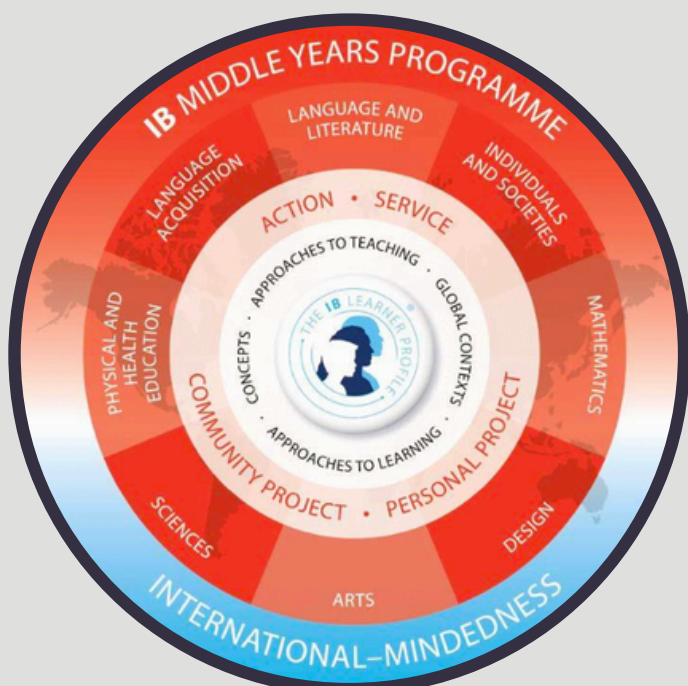 IB MIDDLE YEARS PROGRAMME
LANGUAGE AND
LITERATURE
INDIVIDUALS
AND SOCIETIES
MATHEMATICS
DESIGN
ARTS
SCIENCES
PHYSICAL AND
HEALTH
EDUCATION
LANGUAGE
ACQUISITION
ACTION • SERVICE
COMMUNITY PROJECT • PERSONAL PROJECT
APPROACHES TO TEACHING · GLOBAL CONTEXTS ·
CONCEPTS · APPROACHES TO LEARNING ·
THE IB LEARNER PROFILE ®
INTERNATIONAL–MINDEDNESS